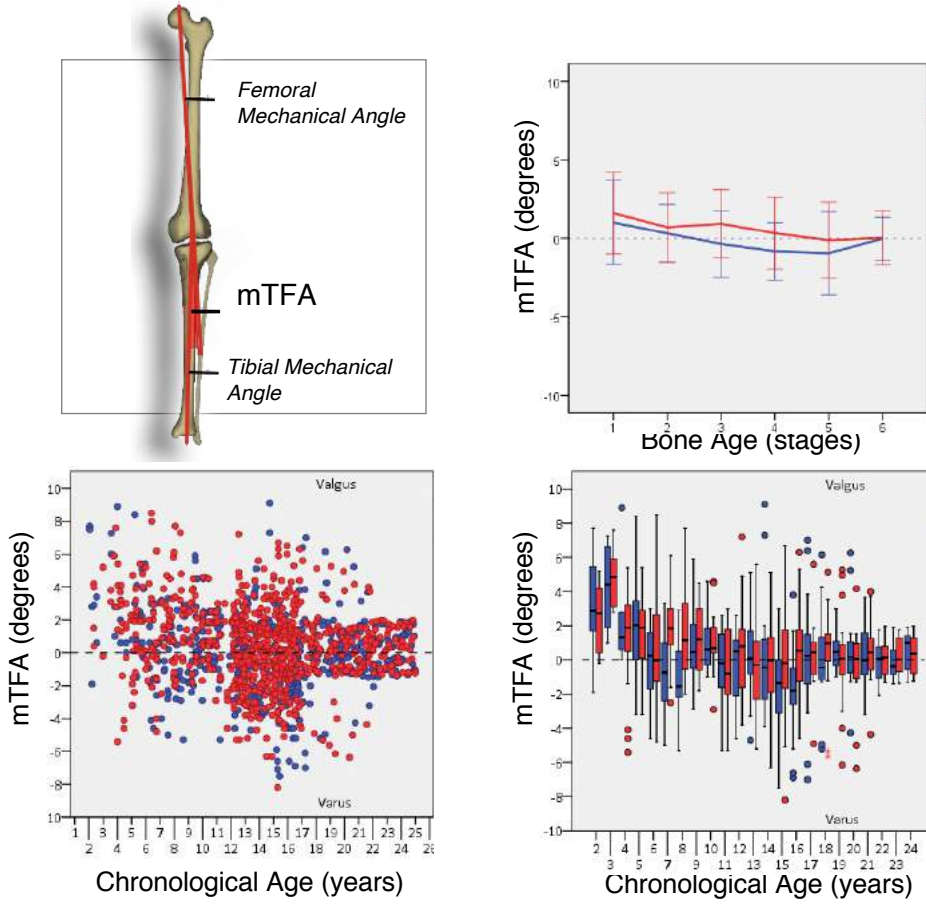 Femoral
Mechanical Angle
mTFA
Tibial Mechanical
Angle
mTFA (degrees)
10
5
0
-5
-10
1 2 3 4 5 6
Bone Age (stages)
mTFA (degrees)
Valgus
10
8
6
4
2
0
-2
-4
-6
-8
10
Varus
1 3 5 7 9 11 13 15 17 19 21 23 25
2 4 6 8 10 12 14 16 18 20 22 24
Chronological Age (years)
mTFA (degrees)
Valgus
10
8
6
4
2
0
-2
-4
-6
-8
-10
Varus
2 4 6 8 10 12 14 16 18 20 22 24
3 5 7 9 11 13 15 17 19 21 23
Chronological Age (years)